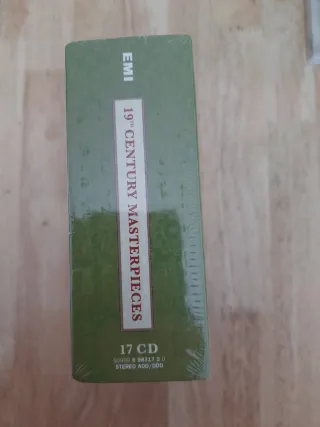 EMI
19TH CENTURY MASTERPIECES
17 CD
STEREO ADD/DDD